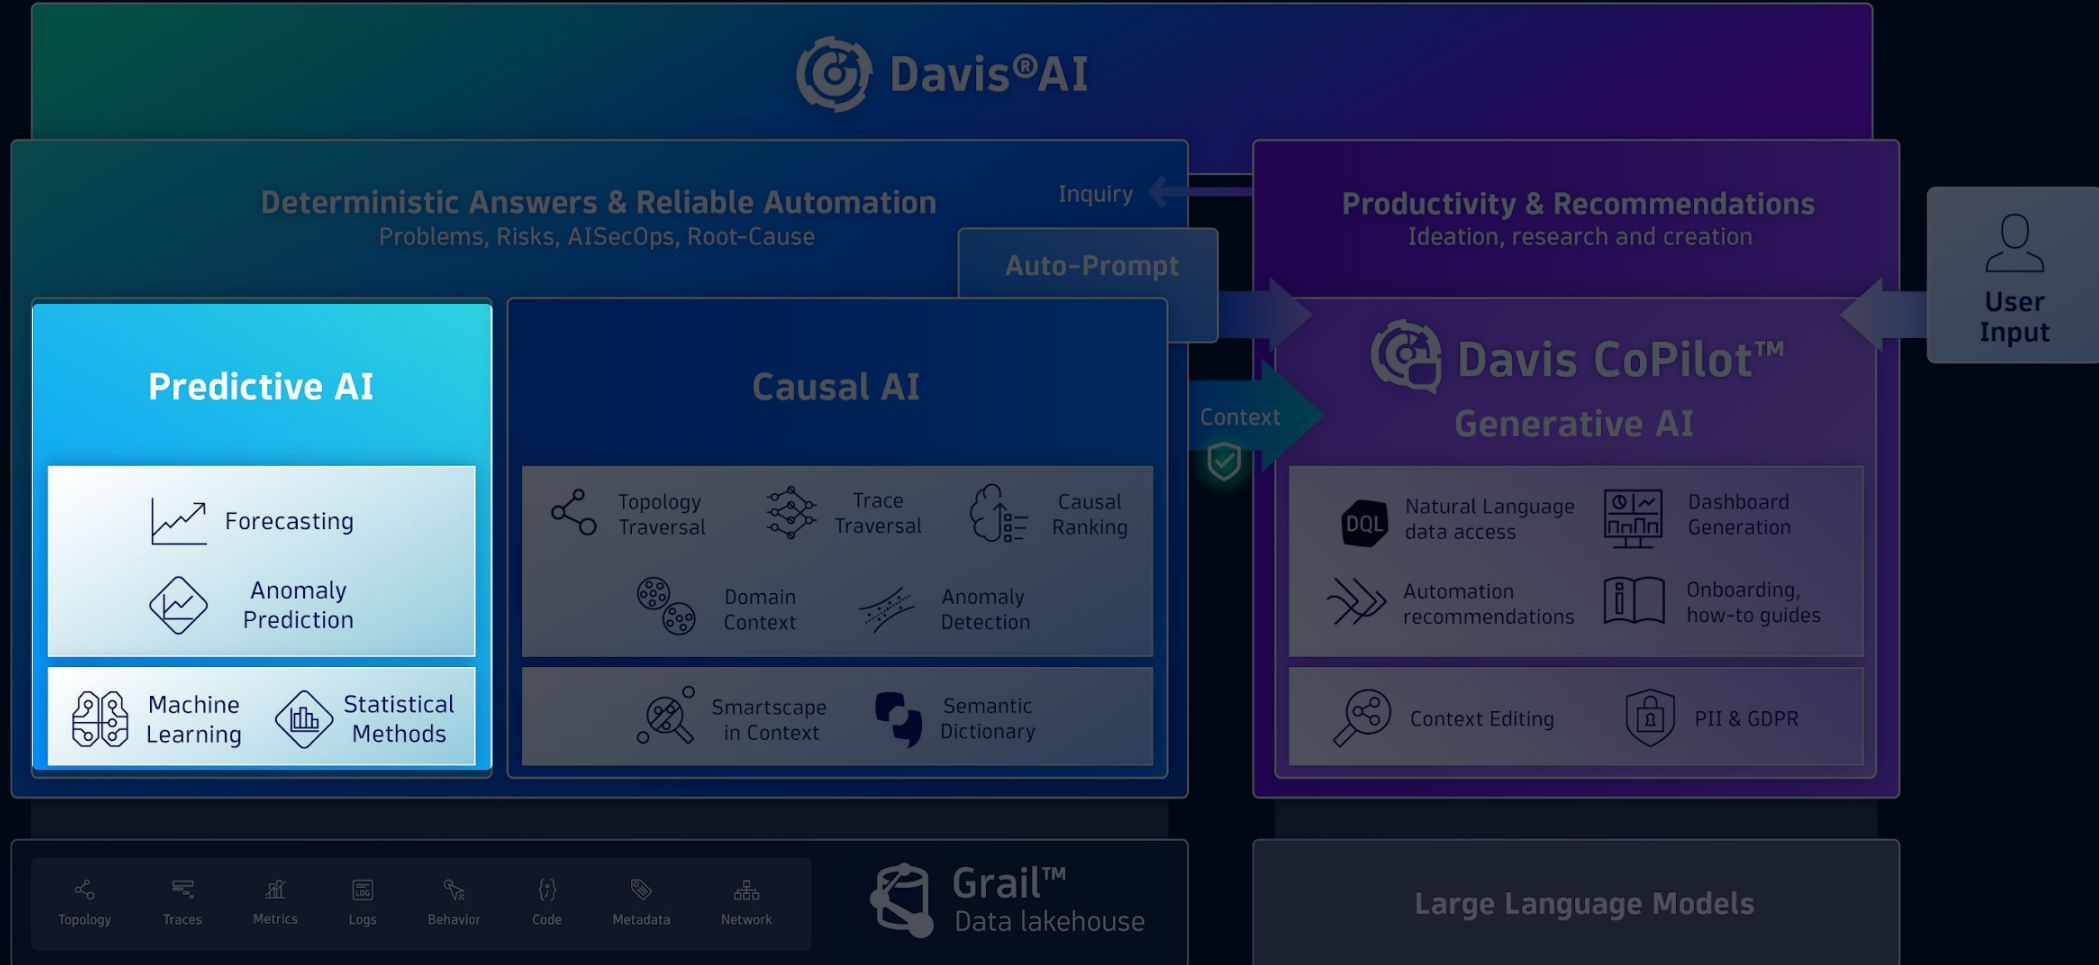 Davis®AI
Deterministic Answers & Reliable Automation
Problems, Risks, AISecOps, Root-Cause
Inquiry
Auto-Prompt
Productivity & Recommendations
Ideation, research and creation
User
Input
Predictive AI
Forecasting
Anomaly
Prediction
Machine
Learning
Statistical
Methods
Causal AI
Topology
Traversal
Trace
Traversal
Causal
Ranking
Domain
Context
Anomaly
Detection
Smartscape
in Context
Semantic
Dictionary
Context
Davis CoPilot™
Generative AI
DQL
Natural Language
data access
Dashboard
Generation
Automation
recommendations
Onboarding,
how-to guides
Context Editing
PII & GDPR
Topology
Traces
Metrics
LOG
Logs
Behavior
Code
Metadata
Network
Grail™
Data lakehouse
Large Language Models